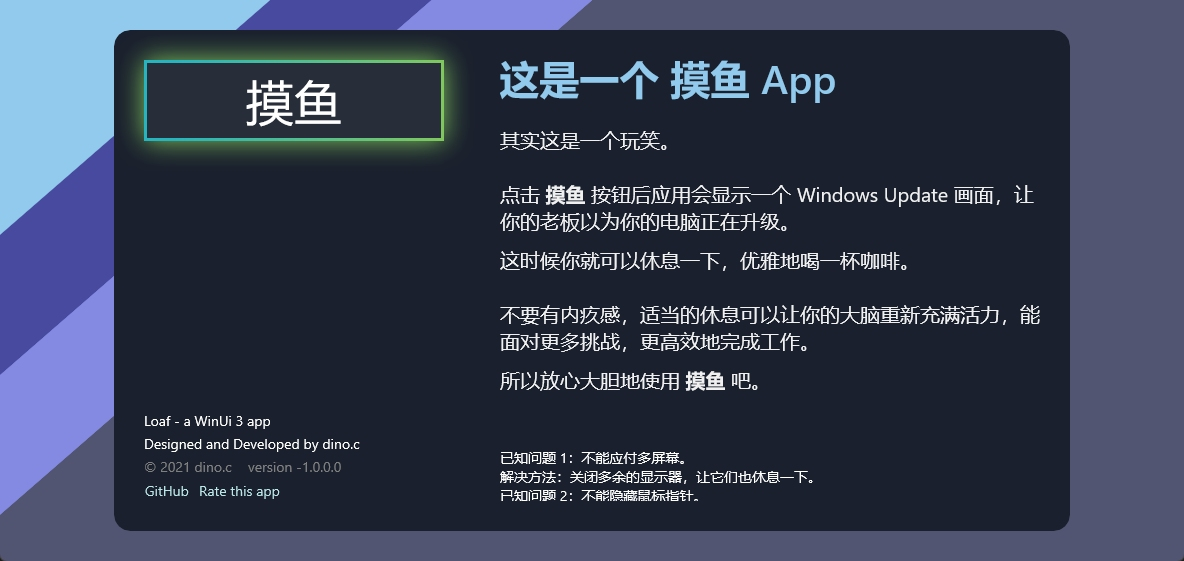 摸鱼
这是一个 摸鱼 App
其实这是一个玩笑。
点击 摸鱼 按钮后应用会显示一个 Windows Update 画面，让
你的老板以为你的电脑正在升级。
这时候你就可以休息一下，优雅地喝一杯咖啡。
不要有内疚感，适当的休息可以让你的大脑重新充满活力，能
面对更多挑战，更高效地完成工作。
所以放心大胆地使用 摸鱼 吧。
已知问题 1：不能应付多屏幕。
解决方法：关闭多余的显示器，让它们也休息一下。
已知问题 2：不能隐藏鼠标指针。
Loaf - a WinUi 3 app
Designed and Developed by dino.c
© 2021 dino.c version -1.0.0.0
GitHub Rate this app